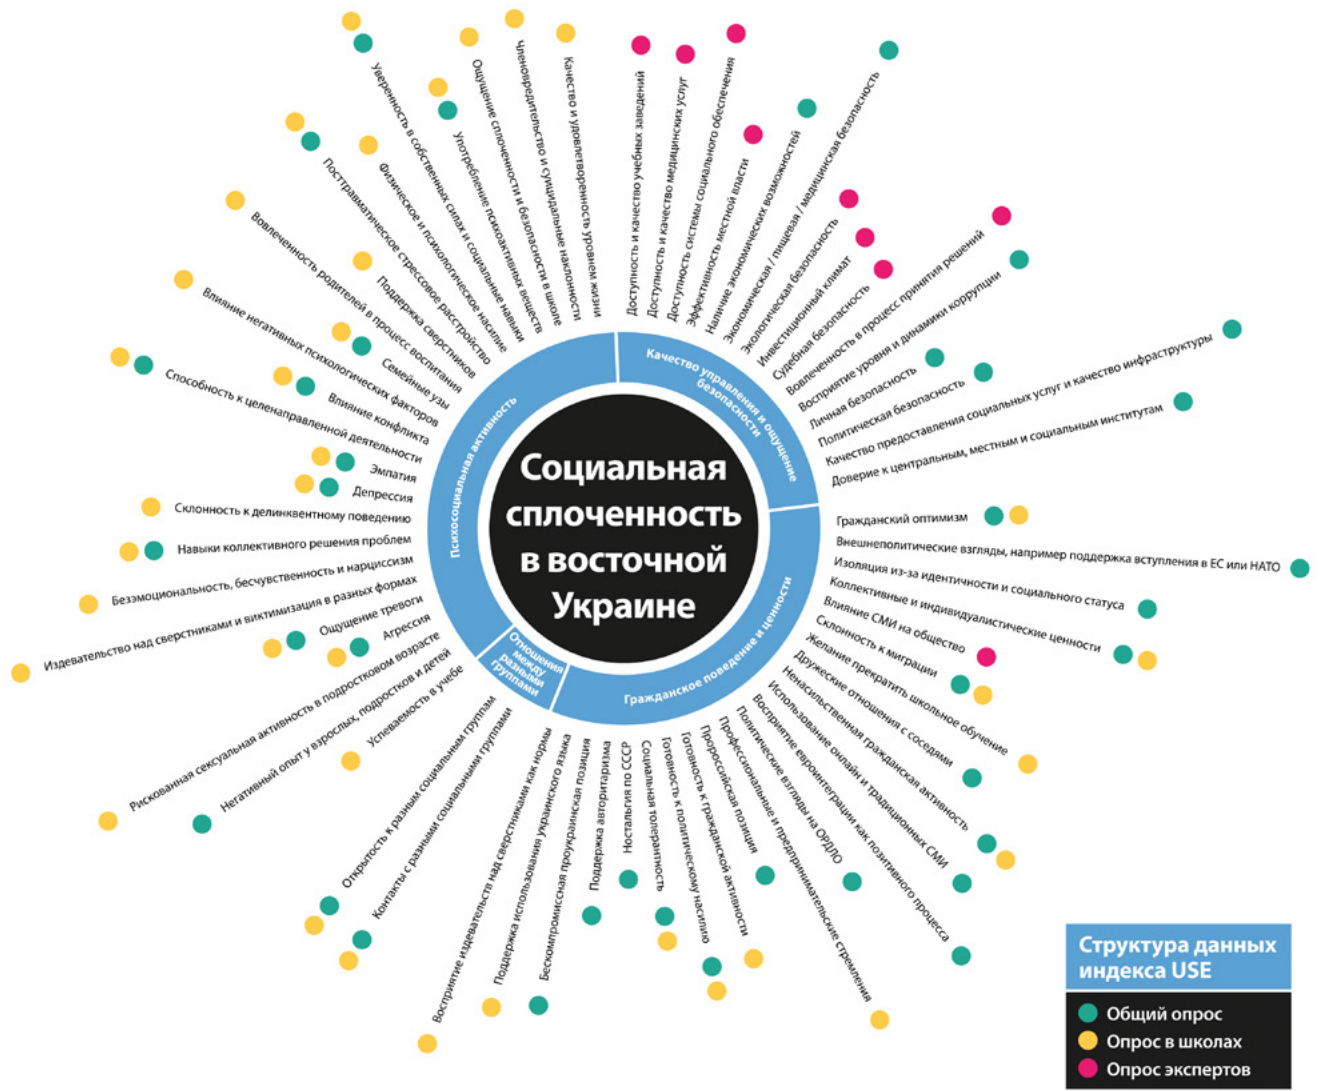 Социальная
сплоченность
в восточной
Украине
Качество управления и ощущение
безопасности
Доступность и качество учебных заведений
Доступность и качество медицинских услуг
Доступность системы социального обеспечения
Эффективность местной власти
Наличие экономических возможностей
Экономическая / пищевая / медицинская безопасность
Экологическая безопасность
Инвестиционный климат
Судебная безопасность
Вовлеченность в процесс принятия решений
Восприятие уровня и динамики коррупции
Личная безопасность
Политическая безопасность
Качество предоставления социальных услуг и качество инфраструктуры
Доверие к центральным, местным и социальным институтам
Гражданское поведение и ценности
Гражданский оптимизм
Внешнеполитические взгляды, например поддержка вступления в ЕС или НАТО
Изоляция из-за идентичности и социального статуса
Коллективные и индивидуалистические ценности
Влияние СМИ на общество
Склонность к миграции
Желание прекратить школьное обучение
Дружеские отношения с соседями
Ненасильственная гражданская активность
Использование онлайн и традиционных СМИ
Восприятие евроинтеграции как позитивного процесса
Политические взгляды на ОРДЛО
Профессиональные и предпринимательские стремления
Пророссийская позиция
Готовность к гражданской активности
Готовность к политическому насилию
Социальная толерантность
Ностальгия по СССР
Поддержка авторитаризма
Бескомпромиссная проукраинская позиция
Поддержка использования украинского языка
Восприятие издевательств над сверстниками как нормы
Отношения
между
разными
группами
Контакты с разными социальными группами
Открытость к разным социальным группам
Психосоциальная активность
Успеваемость в учебе
Негативный опыт у взрослых, подростков и детей
Рискованная сексуальная активность в подростковом возрасте
Агрессия
Ощущение тревоги
Издевательство над сверстниками и виктимизация в разных формах
Безэмоциональность, бесчувственность и нарциссизм
Навыки коллективного решения проблем
Склонность к делинквентному поведению
Депрессия
Эмпатия
Способность к целенаправленной деятельности
Влияние конфликта
Влияние негативных психологических факторов
Семейные узы
Вовлеченность родителей в процесс воспитания
Поддержка сверстников
Посттравматическое стрессовое расстройство
Физическое и психологическое насилие
Уверенность в собственных силах и социальные навыки
Употребление психоактивных веществ
Ощущение сплоченности и безопасности в школе
Членовредительство и суицидальные наклонности
Качество и удовлетворенность уровнем жизни
Структура данных
индекса USE
Общий опрос
Опрос в школах
Опрос экспертов